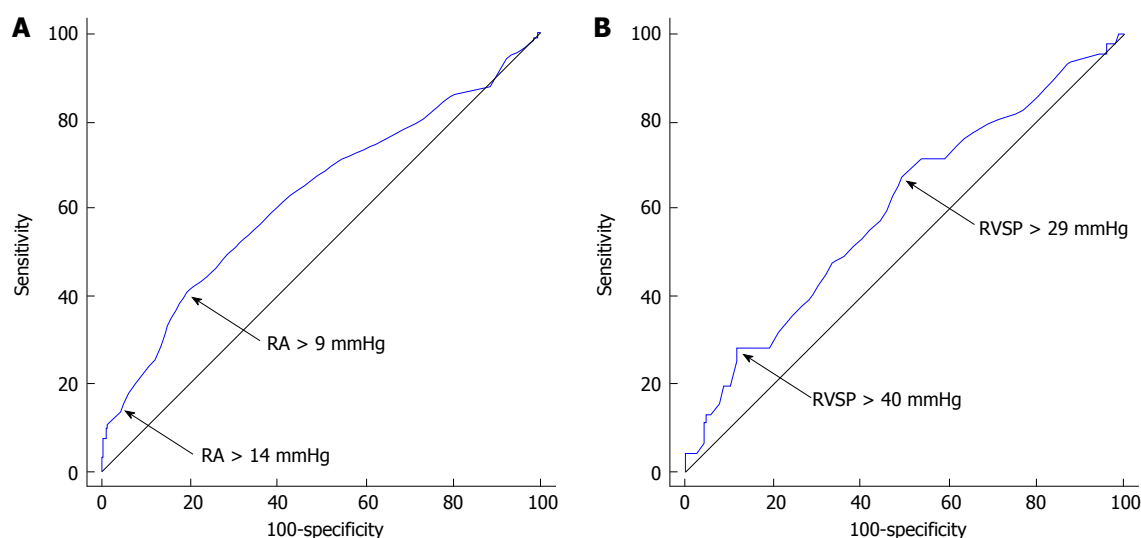 A
100
80
60
40
20
0
Sensitivity
RA > 9 mmHg
RA > 14 mmHg
0 20 40 60 80 100
100-specificity
B
100
80
60
40
20
0
Sensitivity
RVSP > 29 mmHg
RVSP > 40 mmHg
0 20 40 60 80 100
100-specificity